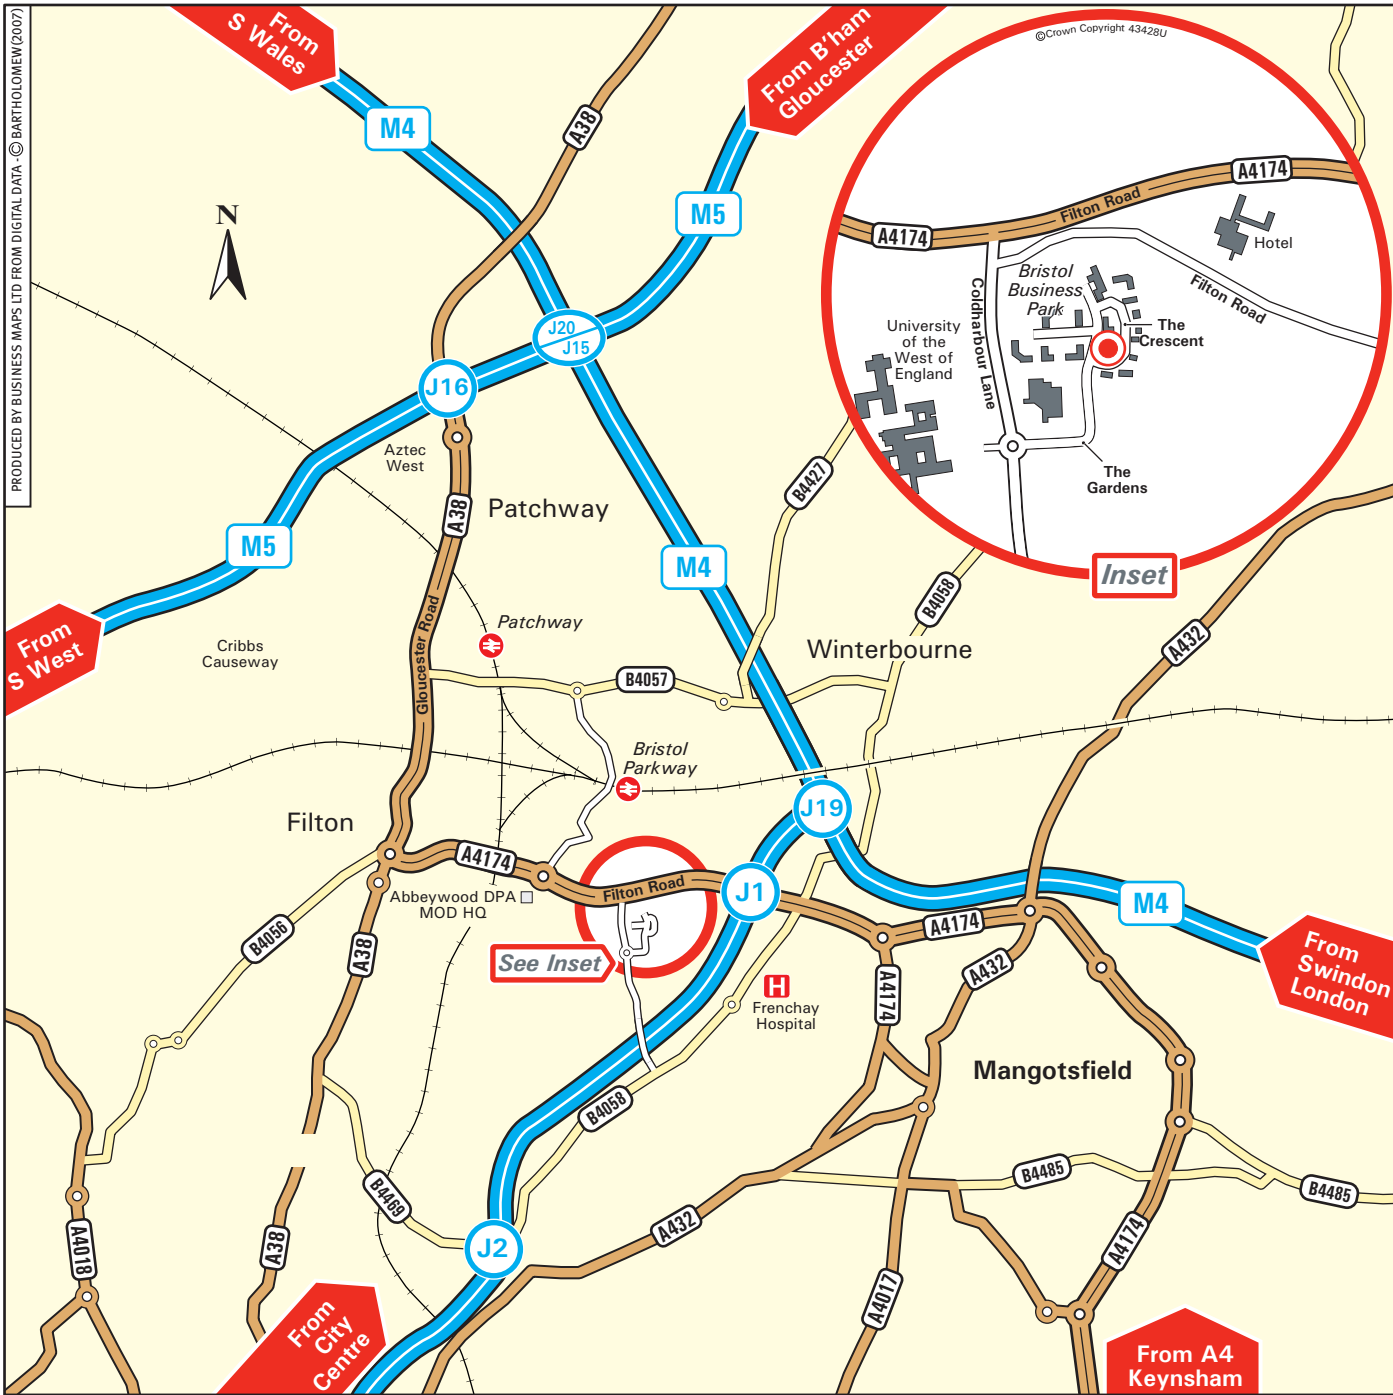 PRODUCED BY BUSINESS MAPS LTD FROM DIGITAL DATA - © BARTHOLOMEW (2007)
From
S Wales
From B'ham
Gloucester
©Crown Copyright 43428U
M4
A38
M5
N
A4174
Filton Road
A4174
Hotel
Bristol
Business
Park
Filton Road
Coldharbour Lane
University
of the
West of
England
The
Crescent
The
Gardens
Inset
J20
J15
J16
Aztec
West
A38
Patchway
B4427
M5
M4
B4058
From
S West
Cribbs
Causeway
Gloucester Road
Patchway
B4057
Winterbourne
A432
Bristol
Parkway
J19
Filton
A4174
Filton Road
J1
Abbeywood DPA
MOD HQ
M4
A4174
B4056
A38
See Inset
A432
From
Swindon
London
H
Frenchay
Hospital
A4174
Mangotsfield
B4058
B4469
B4485
B4485
A432
A4018
A38
J2
A4174
A4017
From
City
Centre
From A4
Keynsham